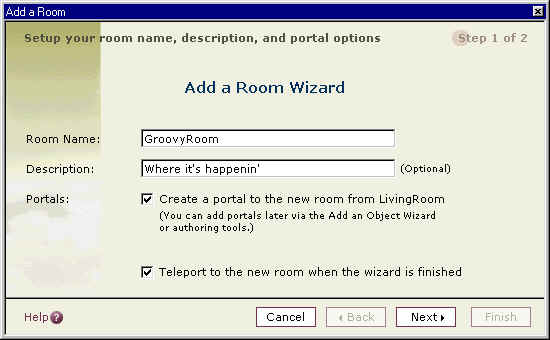 Add a Room
Setup your room name, description, and portal options
Step 1 of 2
Add a Room Wizard
Room Name: GroovyRoom
Description: Where it's happenin' (Optional)
Portals: Create a portal to the new room from LivingRoom
(You can add portals later via the Add an Object Wizard
or authoring tools.)
Teleport to the new room when the wizard is finished
Help ? Cancel Back Next Finish